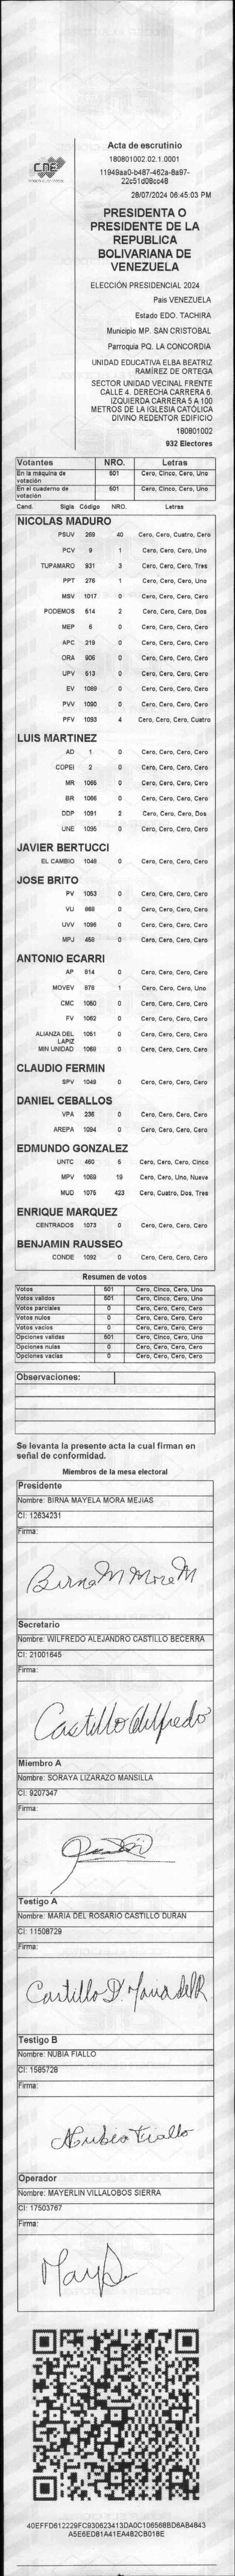 CNE
Acta de escrutinio
180801002.02.1.0001
11949aa0-b487-462a-8a97-
22c51d08cc48
28/07/2024 06:45:03 PM
PRESIDENTA O
PRESIDENTE DE LA
REPUBLICA
BOLIVARIANA DE
VENEZUELA
ELECCIÓN PRESIDENCIAL 2024
País VENEZUELA
Estado EDO. TACHIRA
Municipio MP. SAN CRISTOBAL
Parroquia PQ. LA CONCORDIA
UNIDAD EDUCATIVA ELBA BEATRIZ
RAMÍREZ DE ORTEGA
SECTOR UNIDAD VECINAL FRENTE
CALLE 4. DERECHA CARRERA 6.
IZQUIERDA CARRERA 5 A 100
METROS DE LA IGLESIA CATÓLICA
DIVINO REDENTOR EDIFICIO
180801002
932 Electores
Votantes NRO. Letras
En la máquina de votación 501 Cero, Cinco, Cero, Uno
En el cuaderno de votación 501 Cero, Cinco, Cero, Uno
Cand. Sigla Código NRO. Letras
NICOLAS MADURO
PSUV 269 40 Cero, Cero, Cuatro, Cero
PCV 9 1 Cero, Cero, Cero, Uno
TUPAMARO 931 3 Cero, Cero, Cero, Tres
PPT 276 1 Cero, Cero, Cero, Uno
MSV 1017 0 Cero, Cero, Cero, Cero
PODEMOS 514 2 Cero, Cero, Cero, Dos
MEP 6 0 Cero, Cero, Cero, Cero
APC 219 0 Cero, Cero, Cero, Cero
ORA 906 0 Cero, Cero, Cero, Cero
UPV 513 0 Cero, Cero, Cero, Cero
EV 1089 0 Cero, Cero, Cero, Cero
PVV 1090 0 Cero, Cero, Cero, Cero
PFV 1093 4 Cero, Cero, Cero, Cuatro
LUIS MARTINEZ
AD 1 0 Cero, Cero, Cero, Cero
COPEI 2 0 Cero, Cero, Cero, Cero
MR 1065 0 Cero, Cero, Cero, Cero
BR 1066 0 Cero, Cero, Cero, Cero
DDP 1091 2 Cero, Cero, Cero, Dos
UNE 1095 0 Cero, Cero, Cero, Cero
JAVIER BERTUCCI
EL CAMBIO 1048 0 Cero, Cero, Cero, Cero
JOSE BRITO
PV 1053 0 Cero, Cero, Cero, Cero
VU 868 0 Cero, Cero, Cero, Cero
UVV 1096 0 Cero, Cero, Cero, Cero
MPJ 458 0 Cero, Cero, Cero, Cero
ANTONIO ECARRI
AP 814 0 Cero, Cero, Cero, Cero
MOVEV 878 1 Cero, Cero, Cero, Uno
CMC 1050 0 Cero, Cero, Cero, Cero
FV 1062 0 Cero, Cero, Cero, Cero
ALIANZA DEL LAPIZ 1051 0 Cero, Cero, Cero, Cero
MIN UNIDAD 1068 0 Cero, Cero, Cero, Cero
CLAUDIO FERMIN
SPV 1049 0 Cero, Cero, Cero, Cero
DANIEL CEBALLOS
VPA 236 0 Cero, Cero, Cero, Cero
AREPA 1094 0 Cero, Cero, Cero, Cero
EDMUNDO GONZALEZ
UNTC 460 5 Cero, Cero, Cero, Cinco
MPV 1069 19 Cero, Cero, Uno, Nueve
MUD 1075 423 Cero, Cuatro, Dos, Tres
ENRIQUE MARQUEZ
CENTRADOS 1073 0 Cero, Cero, Cero, Cero
BENJAMIN RAUSSEO
CONDE 1092 0 Cero, Cero, Cero, Cero
Resumen de votos
Votos 501 Cero, Cinco, Cero, Uno
Votos validos 501 Cero, Cinco, Cero, Uno
Votos parciales 0 Cero, Cero, Cero, Cero
Votos nulos 0 Cero, Cero, Cero, Cero
Votos vacios 0 Cero, Cero, Cero, Cero
Opciones validas 501 Cero, Cinco, Cero, Uno
Opciones nulas 0 Cero, Cero, Cero, Cero
Opciones vacias 0 Cero, Cero, Cero, Cero
Observaciones:
Se levanta la presente acta la cual firman en
señal de conformidad.
Miembros de la mesa electoral
Presidente
Nombre: BIRNA MAYELA MORA MEJIAS
CI: 12634231
Firma:
Birna M Mora M
Secretario
Nombre: WILFREDO ALEJANDRO CASTILLO BECERRA
CI: 21001645
Firma:
Castillo Wilfredo
Miembro A
Nombre: SORAYA LIZARAZO MANSILLA
CI: 9207347
Firma:
Testigo A
Nombre: MARIA DEL ROSARIO CASTILLO DURAN
CI: 11508729
Firma:
Castillo D. Maria del R
Testigo B
Nombre: NUBIA FIALLO
CI: 1585728
Firma:
Nubia Fiallo
Operador
Nombre: MAYERLIN VILLALOBOS SIERRA
CI: 17503767
Firma:
40EFFD612229FC930623413DA0C106568BD6AB4843
A5E6ED81A41EA482CB018E